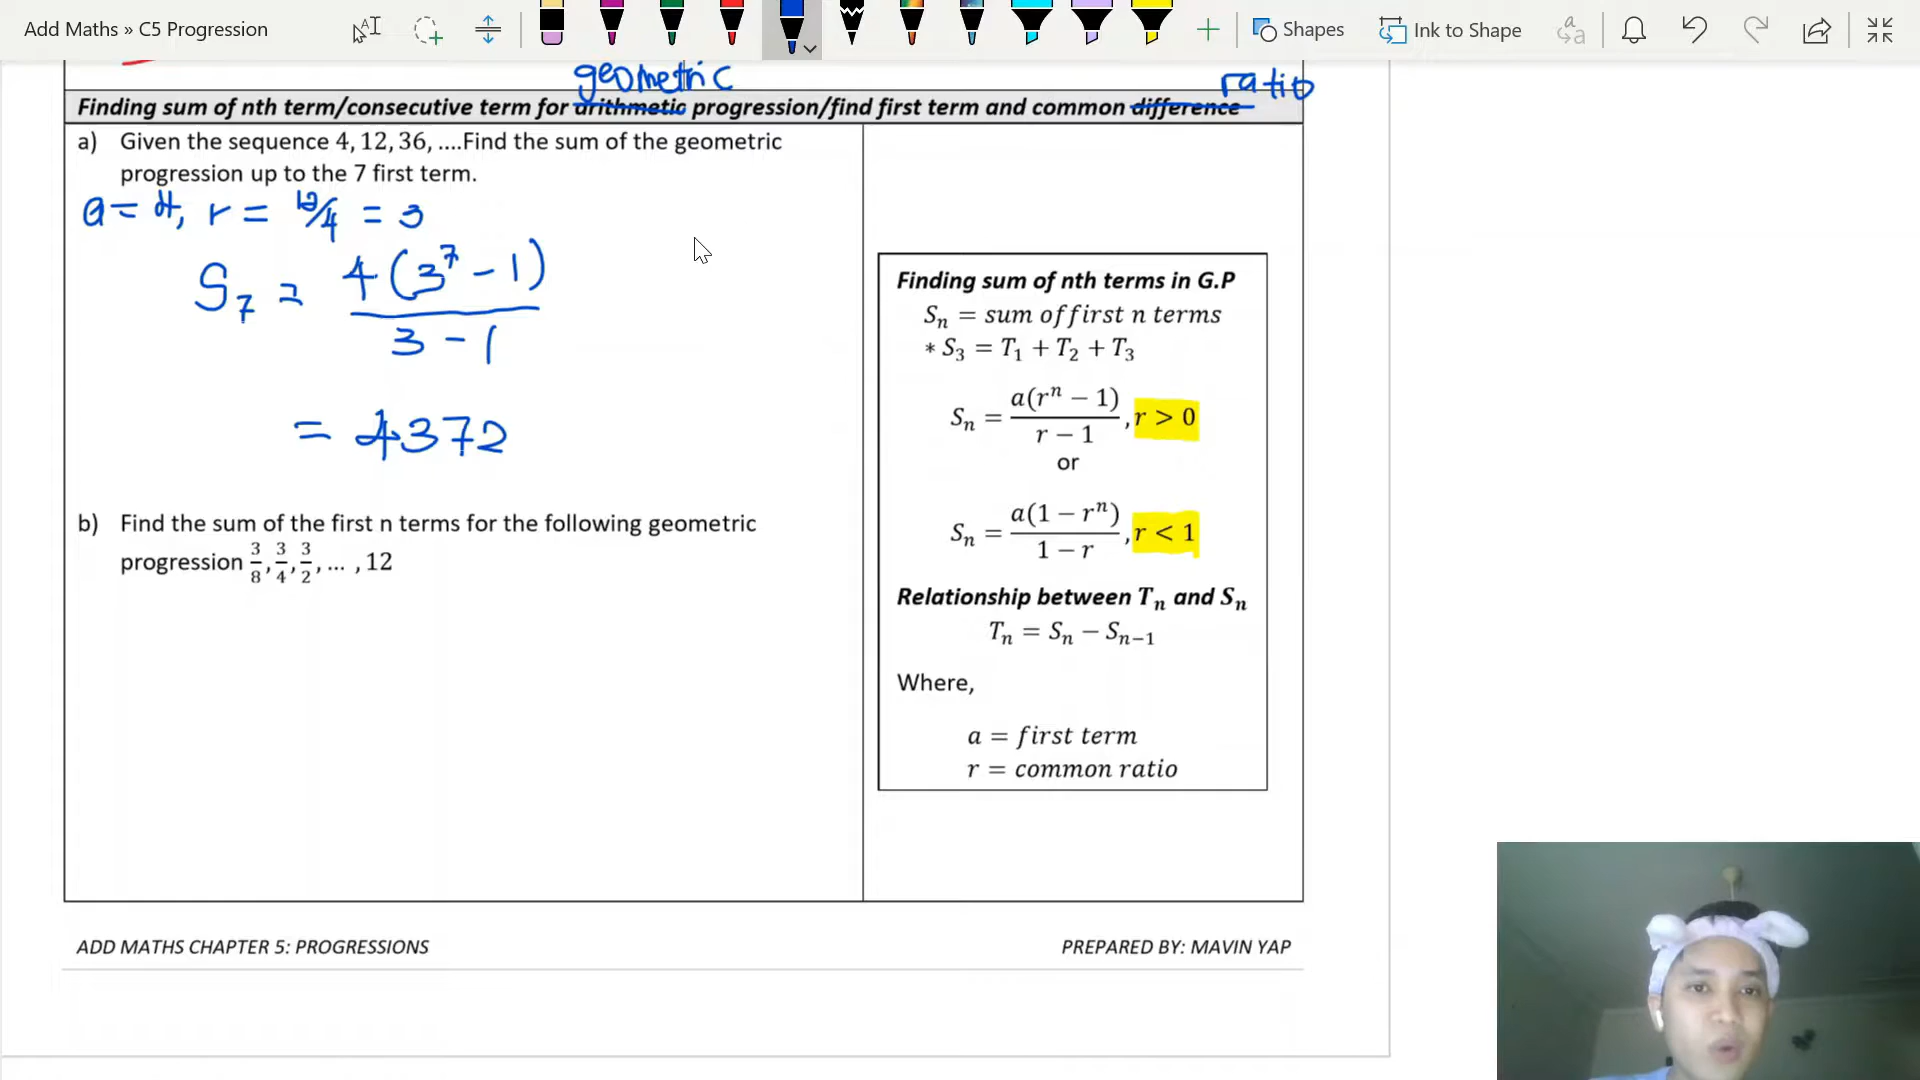 Add Maths » C5 Progression
Shapes
Ink to Shape
geometric
ratio
Finding sum of nth term/consecutive term for arithmetic progression/find first term and common difference
a) Given the sequence 4, 12, 36, ....Find the sum of the geometric
progression up to the 7 first term.
a = 4, r = 12/4 = 3
S₇ = 4(3⁷ - 1)
3 - 1
= 4372
b) Find the sum of the first n terms for the following geometric
progression 3/8, 3/4, 3/2, ... , 12
Finding sum of nth terms in G.P
Sₙ = sum of first n terms
* S₃ = T₁ + T₂ + T₃
Sₙ = a(rⁿ − 1)/r − 1, r > 0
or
Sₙ = a(1 − rⁿ)/1 − r, r < 1
Relationship between Tₙ and Sₙ
Tₙ = Sₙ − Sₙ₋₁
Where,
a = first term
r = common ratio
ADD MATHS CHAPTER 5: PROGRESSIONS
PREPARED BY: MAVIN YAP